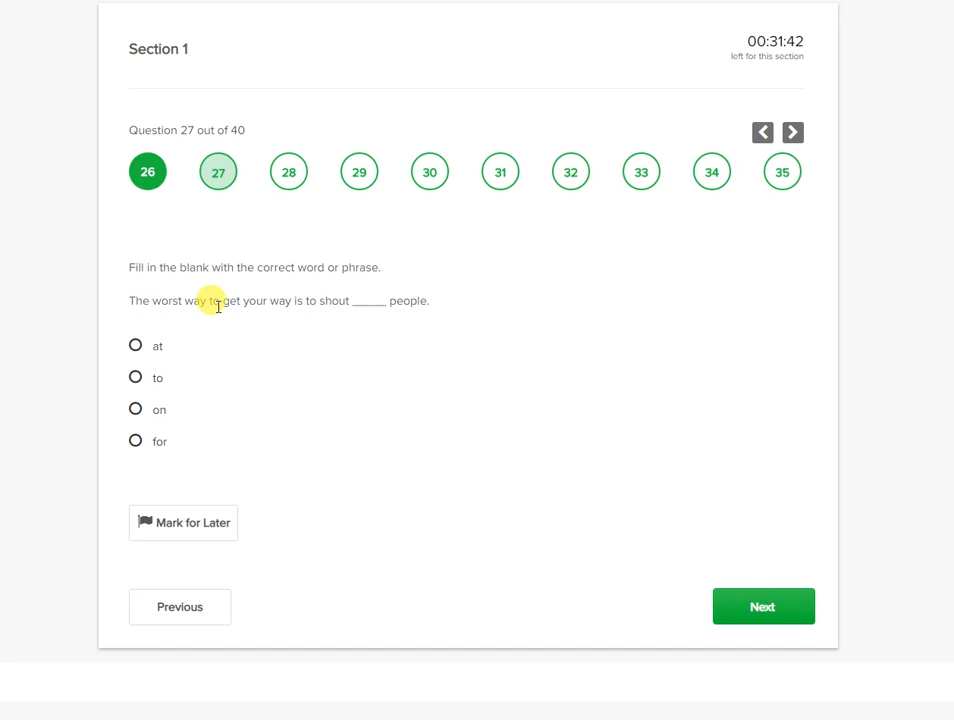 Section 1
00:31:42
left for this section
Question 27 out of 40
26 27 28 29 30 31 32 33 34 35
Fill in the blank with the correct word or phrase.
The worst way to get your way is to shout _____ people.
at
to
on
for
Mark for Later
Previous
Next